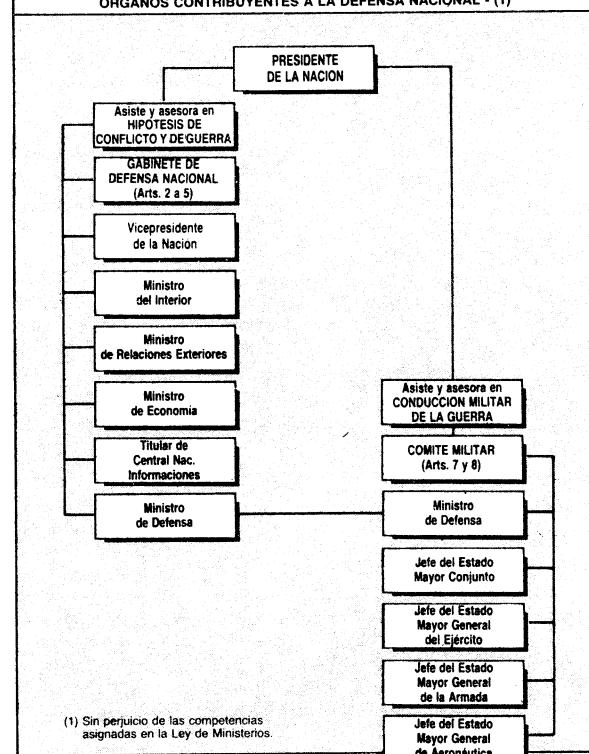 ORGANOS CONTRIBUYENTES A LA DEFENSA NACIONAL - (1)
PRESIDENTE
DE LA NACION
Asiste y asesora en
HIPOTESIS DE
CONFLICTO Y DE GUERRA
GABINETE DE
DEFENSA NACIONAL
(Arts. 2 a 5)
Vicepresidente
de la Nación
Ministro
del Interior
Ministro
de Relaciones Exteriores
Ministro
de Economía
Titular de
Central Nac.
Informaciones
Ministro
de Defensa
Asiste y asesora en
CONDUCCION MILITAR
DE LA GUERRA
COMITE MILITAR
(Arts. 7 y 8)
Ministro
de Defensa
Jefe del Estado
Mayor Conjunto
Jefe del Estado
Mayor General
del Ejército
Jefe del Estado
Mayor General
de la Armada
Jefe del Estado
Mayor General
de Aeronáutica
(1) Sin perjuicio de las competencias
asignadas en la Ley de Ministerios.